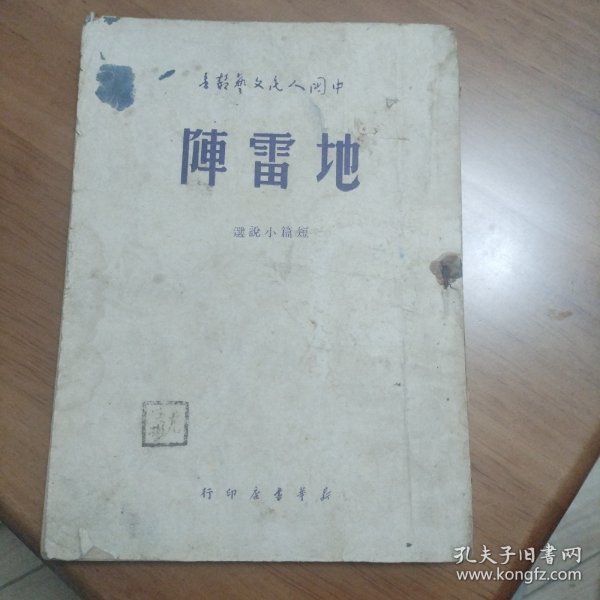 中国人民文藝叢書
地雷陣
短篇小說選
新華書店印行
孔夫子旧书网
www.kongfz.com